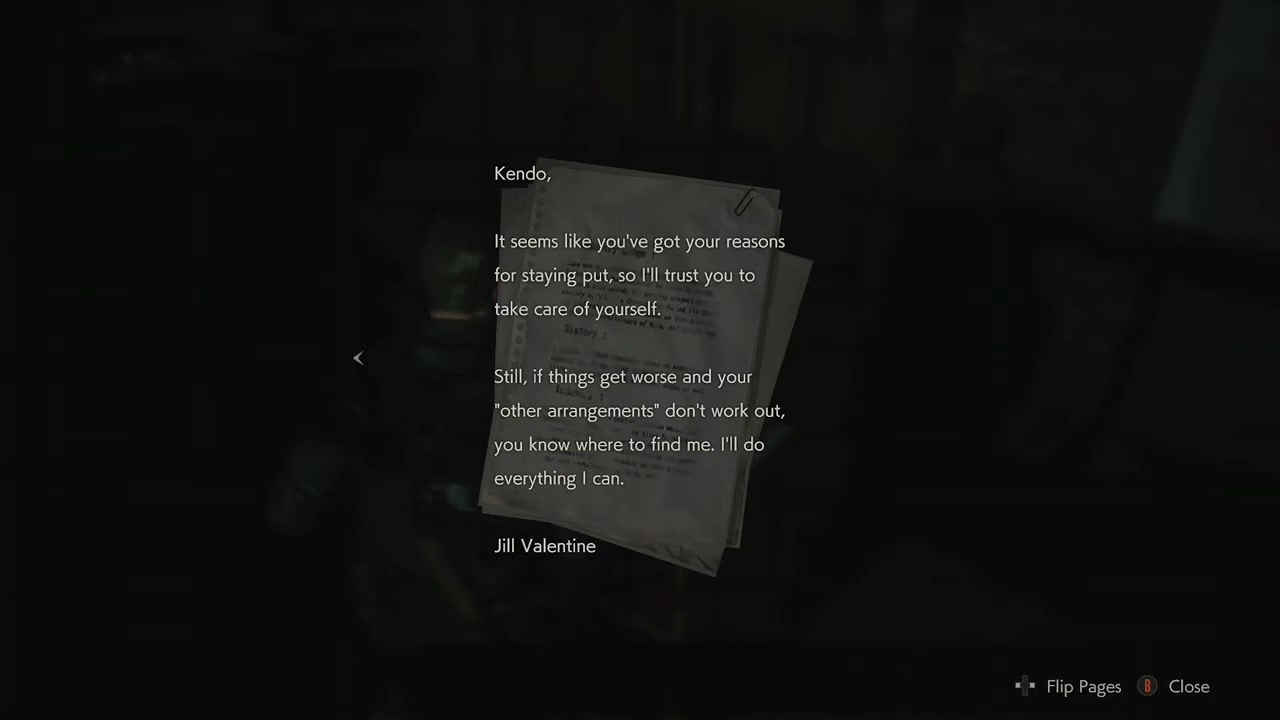 Kendo,
It seems like you've got your reasons
for staying put, so I'll trust you to
take care of yourself.
History :
Still, if things get worse and your
"other arrangements" don't work out,
you know where to find me. I'll do
everything I can.
Jill Valentine
Flip Pages B Close